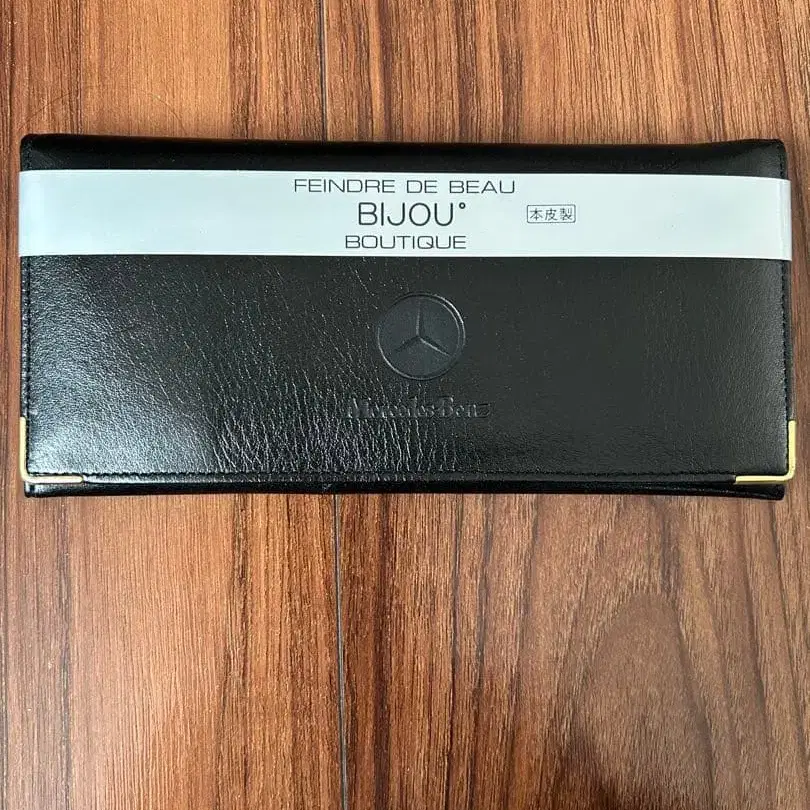 FEINDRE DE BEAU
BIJOU°
本皮製
BOUTIQUE
Mercedes-Benz